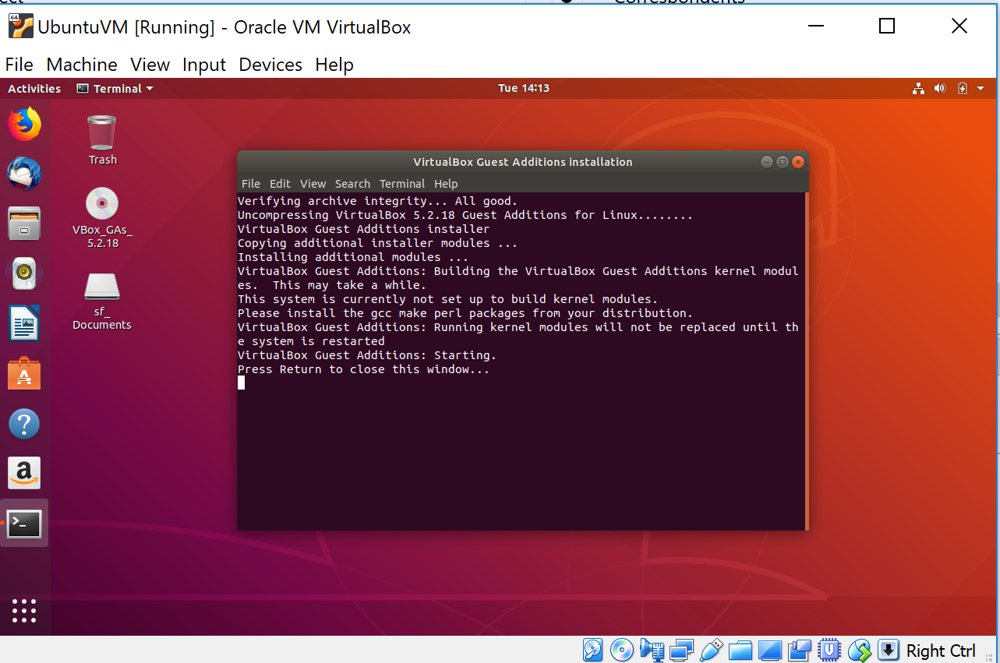 Correspondents
64
UbuntuVM [Running] - Oracle VM VirtualBox
File Machine View Input Devices Help
Activities Terminal Tue 14:13
Trash
VBox_GAs_
5.2.18
sf_
Documents
VirtualBox Guest Additions installation
File Edit View Search Terminal Help
Verifying archive integrity... All good.
Uncompressing VirtualBox 5.2.18 Guest Additions for Linux........
VirtualBox Guest Additions installer
Copying additional installer modules ...
Installing additional modules ...
VirtualBox Guest Additions: Building the VirtualBox Guest Additions kernel modul
es.  This may take a while.
This system is currently not set up to build kernel modules.
Please install the gcc make perl packages from your distribution.
VirtualBox Guest Additions: Running kernel modules will not be replaced until th
e system is restarted
VirtualBox Guest Additions: Starting.
Press Return to close this window...
Right Ctrl